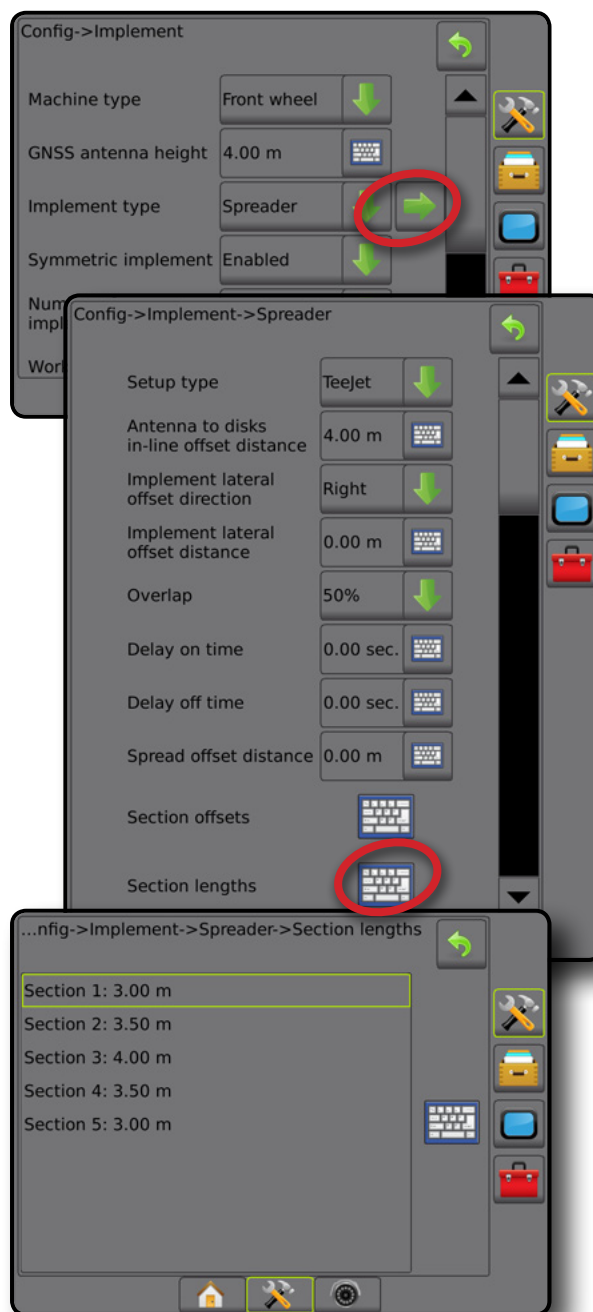 Config->Implement
Machine type Front wheel
GNSS antenna height 4.00 m
Implement type Spreader
Symmetric implement Enabled
Num
impl
Wor
Config->Implement->Spreader
Setup type TeeJet
Antenna to disks
in-line offset distance 4.00 m
Implement lateral
offset direction Right
Implement lateral
offset distance 0.00 m
Overlap 50%
Delay on time 0.00 sec.
Delay off time 0.00 sec.
Spread offset distance 0.00 m
Section offsets
Section lengths
...nfig->Implement->Spreader->Section lengths
Section 1: 3.00 m
Section 2: 3.50 m
Section 3: 4.00 m
Section 4: 3.50 m
Section 5: 3.00 m